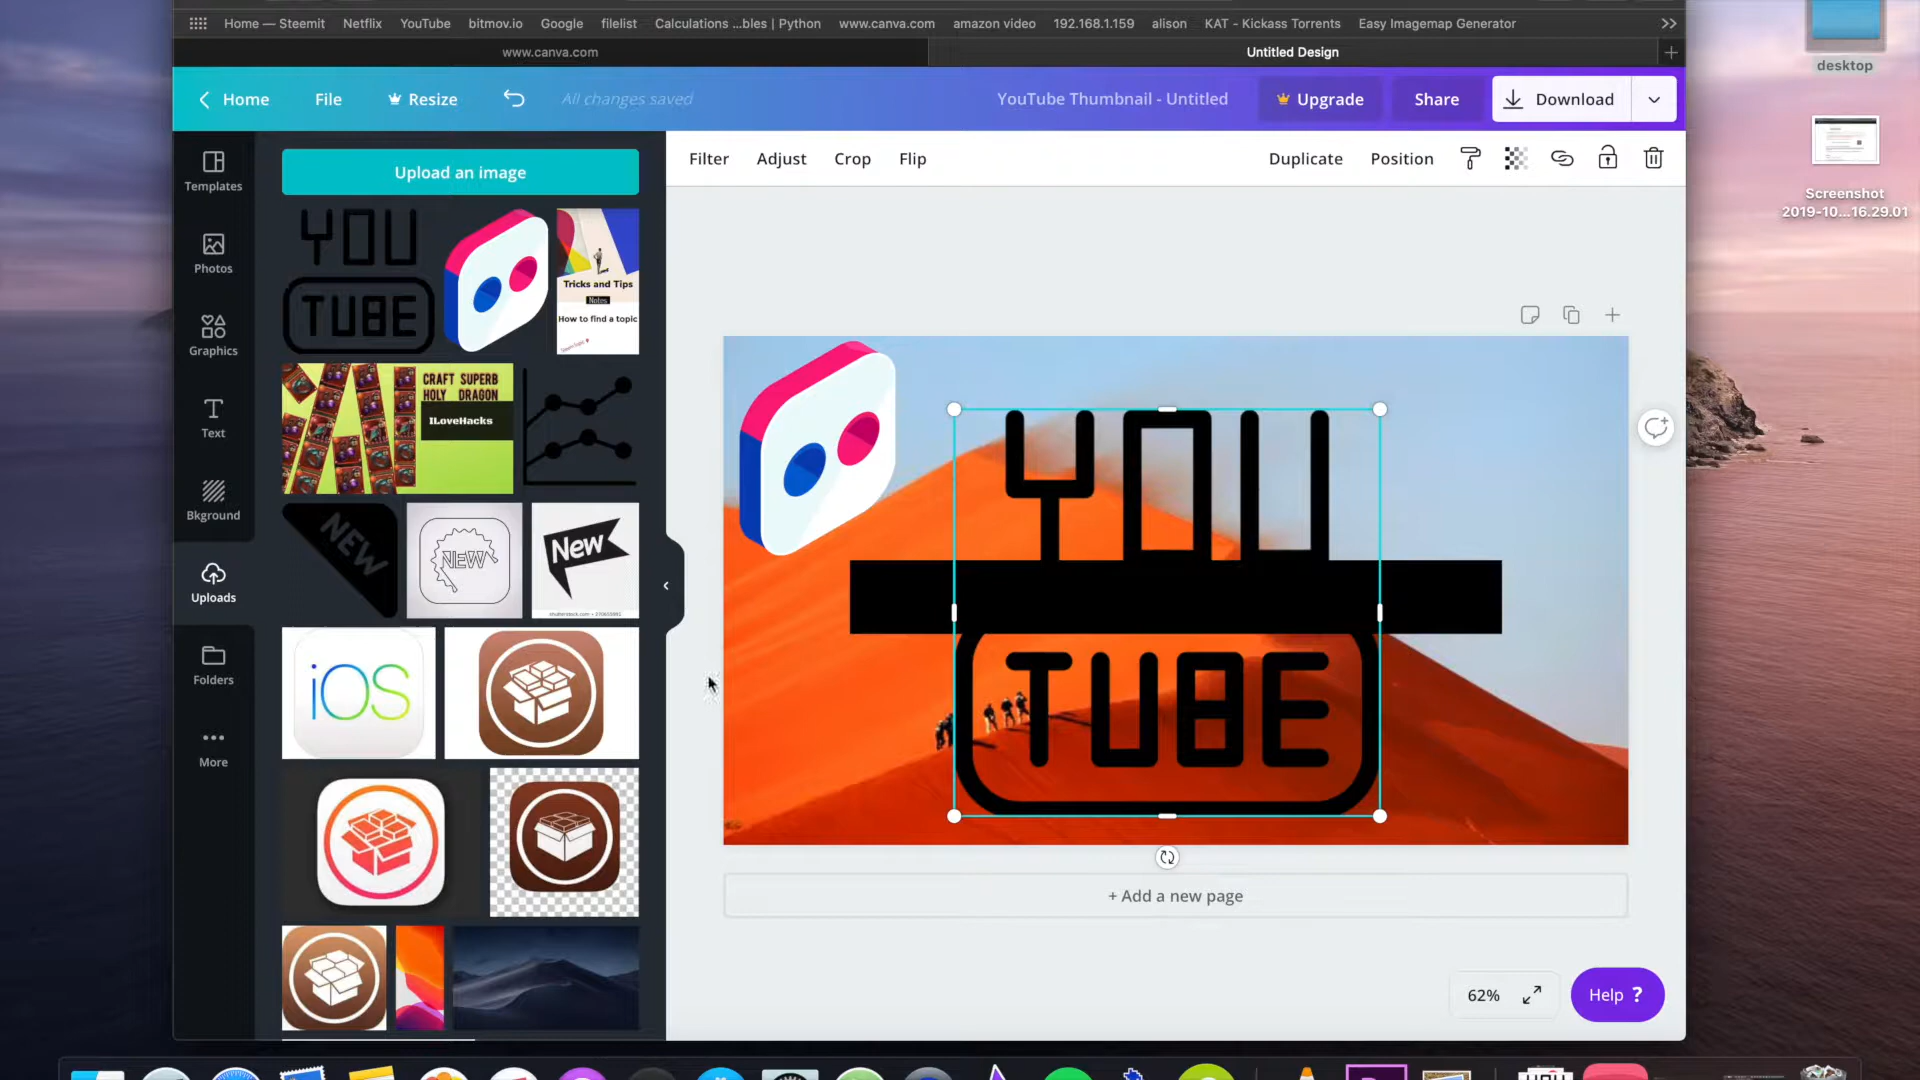 Home — Steemit Netflix YouTube bitmov.io Google filelist Calculations ...bles | Python www.canva.com amazon video 192.168.1.159 alison KAT - Kickass Torrents Easy Imagemap Generator
www.canva.com Untitled Design
desktop
Home File Resize All changes saved YouTube Thumbnail - Untitled Upgrade Share Download
Upload an image
Filter Adjust Crop Flip Duplicate Position
Templates
Screenshot
2019-10...16.29.01
Photos
Graphics
Text
Bkground
Uploads
Folders
More
YOU
TUBE
Tricks and Tips
Notes
How to find a topic
CRAFT SUPERB
HOLY DRAGON
ILoveHacks
NEW
NEW
New
iOS
YOU
TUBE
+ Add a new page
62%
Help ?
YOU